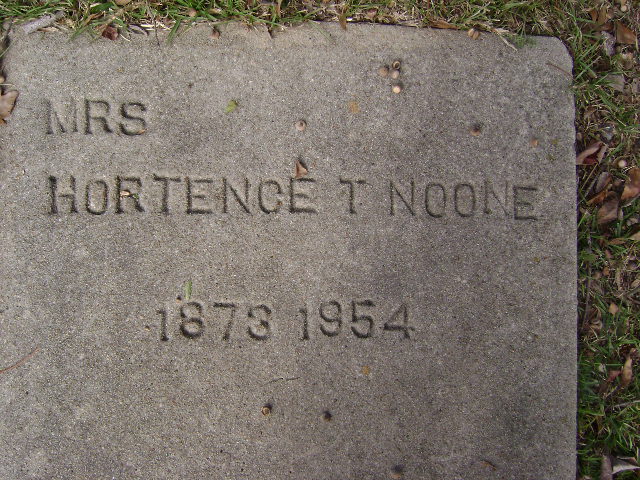 MRS
HORTENCE T NOONE
1873 1954